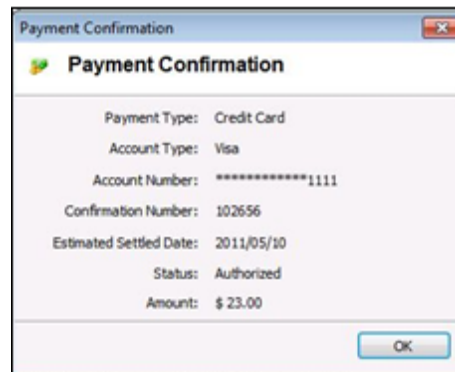 Payment Confirmation
Payment Confirmation
Payment Type: Credit Card
Account Type: Visa
Account Number: ************1111
Confirmation Number: 102656
Estimated Settled Date: 2011/05/10
Status: Authorized
Amount: $ 23.00
OK